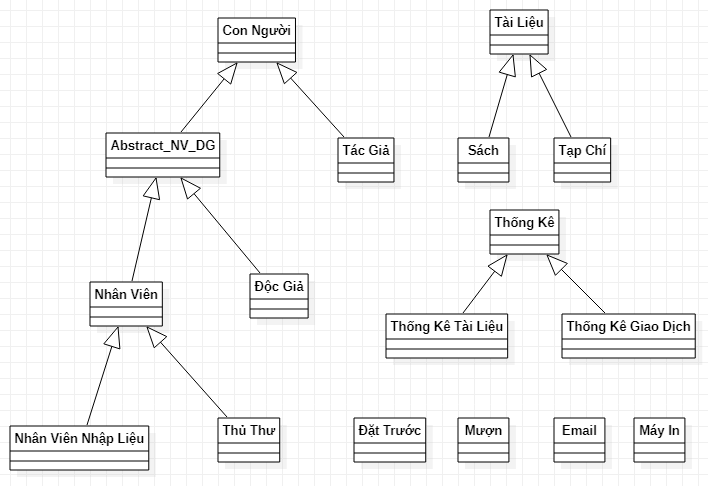 Con Người
Tài Liệu
Abstract_NV_DG
Tác Giả
Sách
Tạp Chí
Thống Kê
Nhân Viên
Độc Giả
Thống Kê Tài Liệu
Thống Kê Giao Dịch
Nhân Viên Nhập Liệu
Thủ Thư
Đặt Trước
Mượn
Email
Máy In